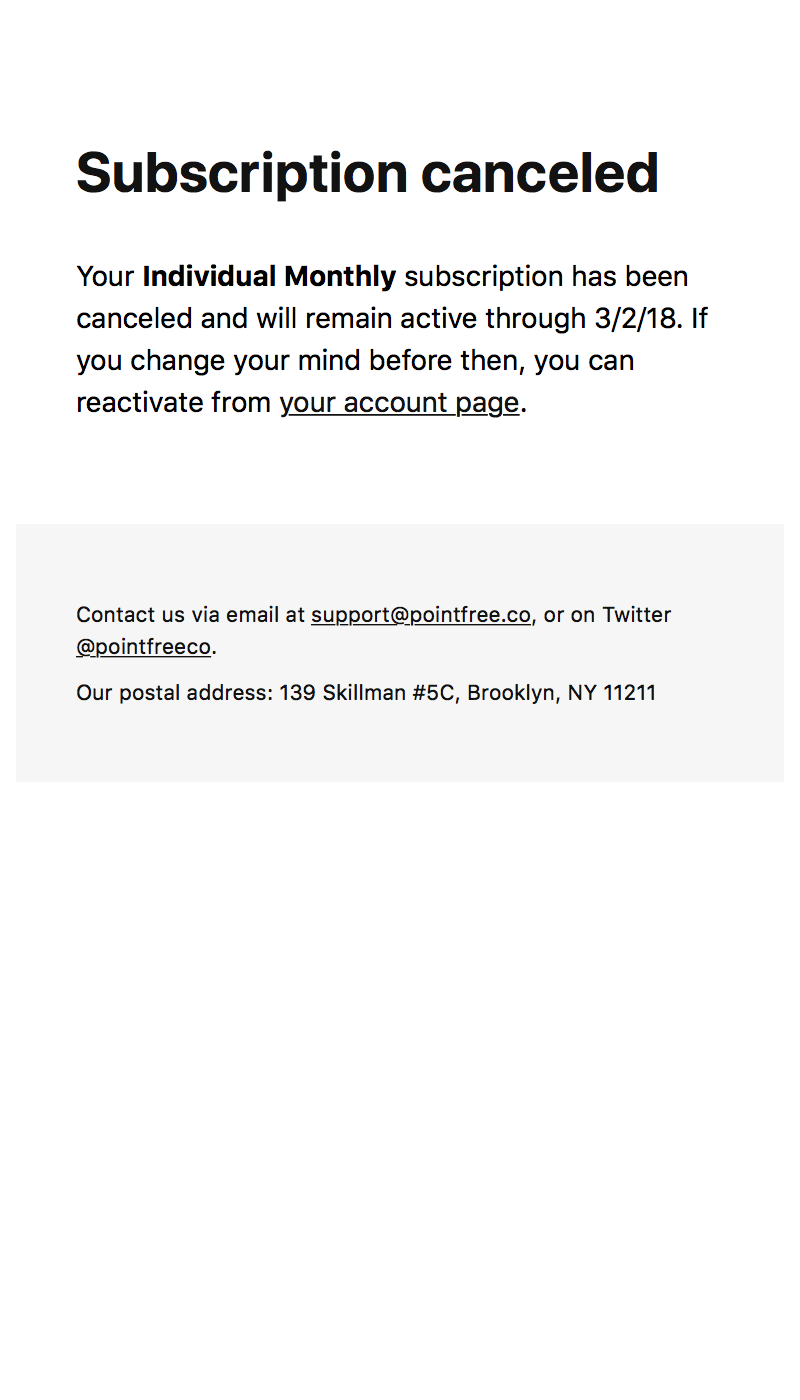 Subscription canceled
Your Individual Monthly subscription has been
canceled and will remain active through 3/2/18. If
you change your mind before then, you can
reactivate from your account page.
Contact us via email at support@pointfree.co, or on Twitter
@pointfreeco.
Our postal address: 139 Skillman #5C, Brooklyn, NY 11211